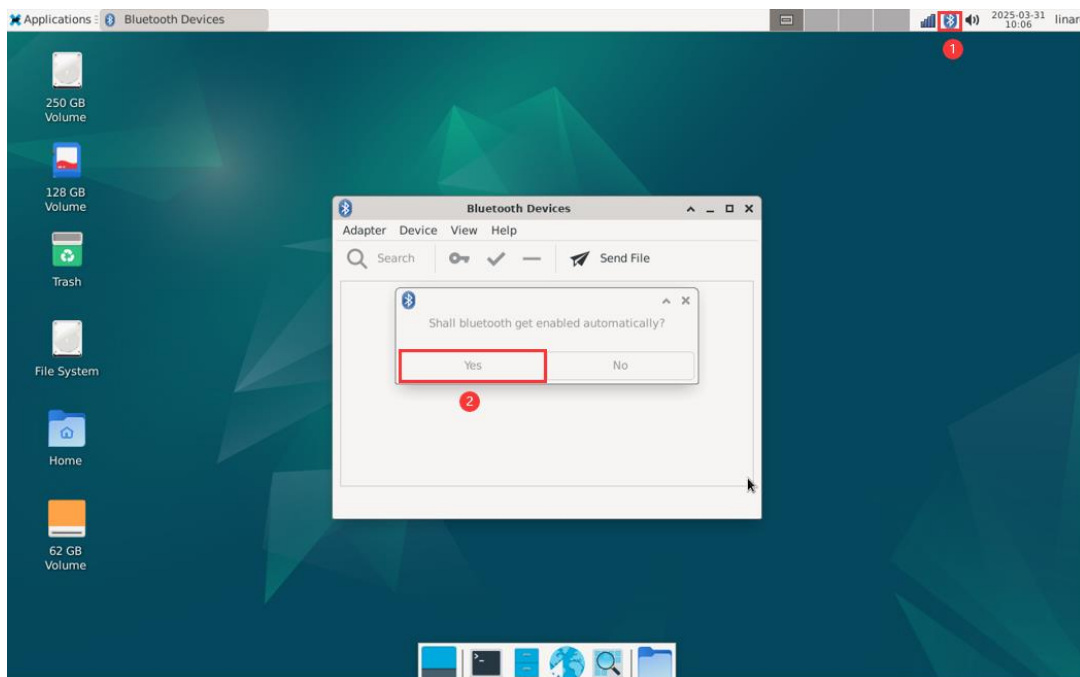 Applications
Bluetooth Devices
2025-03-31
10:06
linar
1
250 GB
Volume
128 GB
Volume
Trash
File System
Home
62 GB
Volume
Bluetooth Devices
Adapter Device View Help
Search Send File
Shall bluetooth get enabled automatically?
Yes No
2